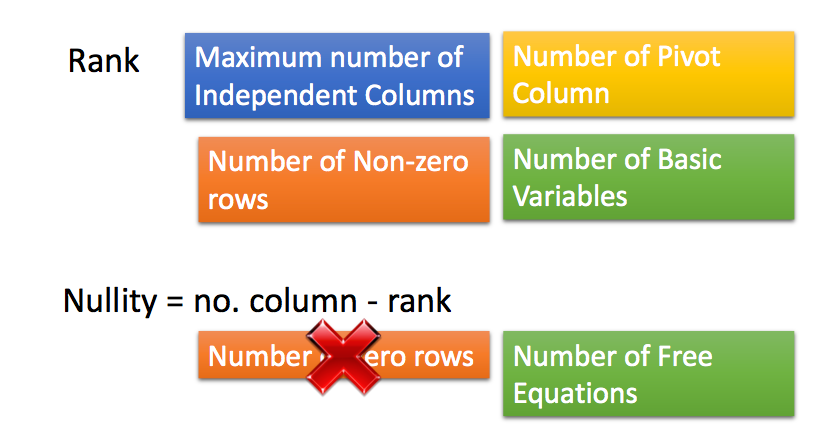 Rank
Maximum number of
Independent Columns
Number of Pivot
Column
Number of Non-zero
rows
Number of Basic
Variables
Nullity = no. column - rank
Number ero rows
Number of Free
Equations